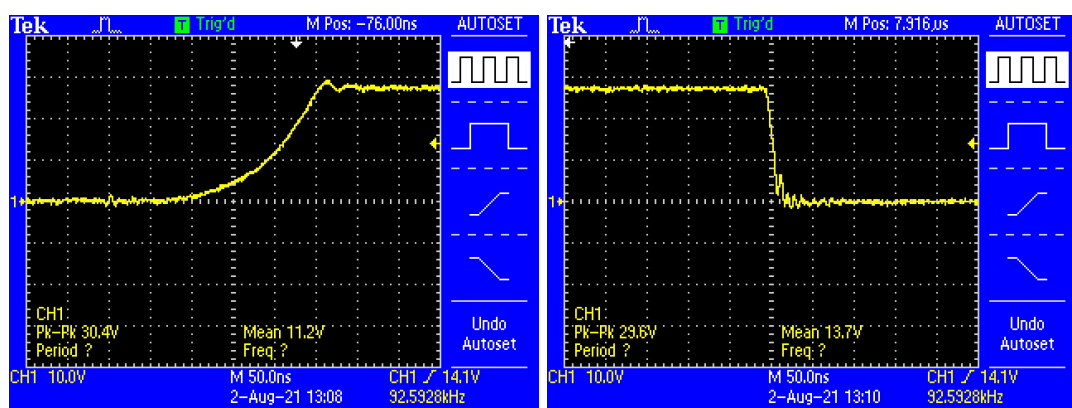 Tek T Trig'd M Pos: -76.00ns AUTOSET
1
CH1
Pk-Pk 30.4V Mean 11.2V
Period ? Freq ?
Undo
Autoset
CH1 10.0V M 50.0ns CH1 14.1V
2-Aug-21 13:08 92.5928kHz
Tek T Trig'd M Pos: 7.916µs AUTOSET
1
CH1
Pk-Pk 29.6V Mean 13.7V
Period ? Freq ?
Undo
Autoset
CH1 10.0V M 50.0ns CH1 14.1V
2-Aug-21 13:10 92.5928kHz